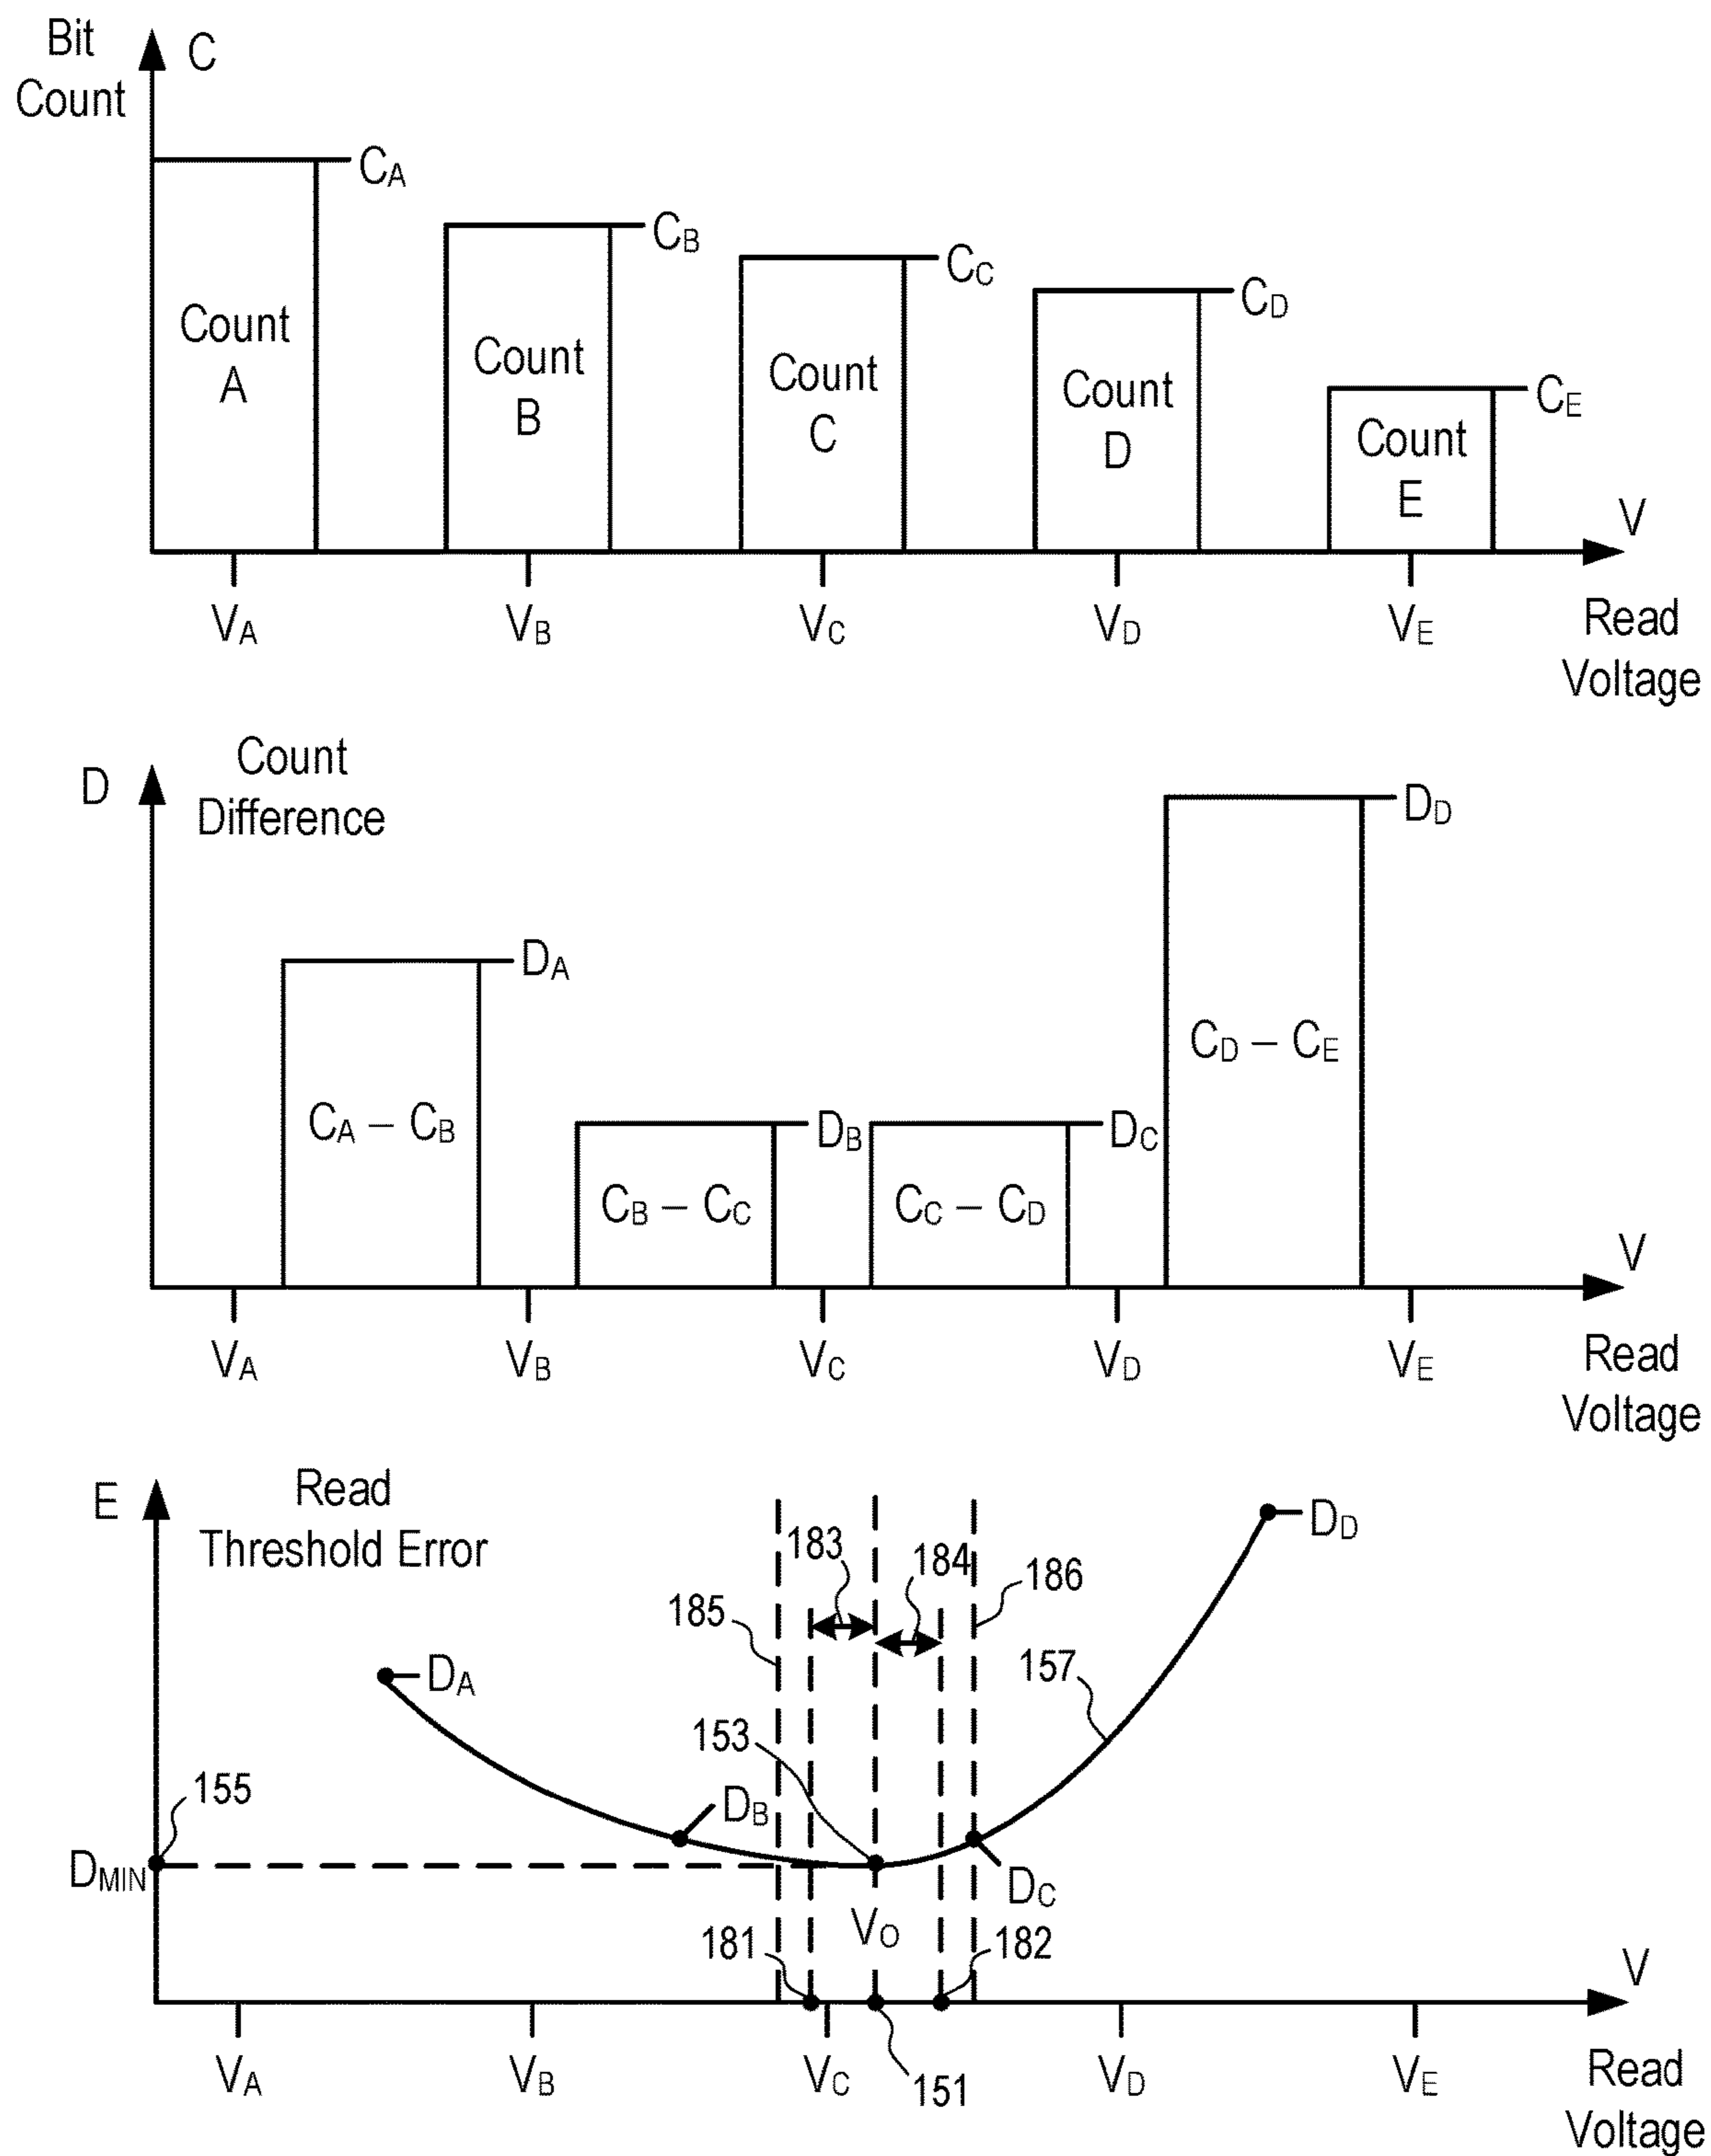 Bit
Count
C
C_A
C_B
C_C
C_D
C_E
Count
A
Count
B
Count
C
Count
D
Count
E
V
V_A V_B V_C V_D V_E
Read
Voltage
D
Count
Difference
D_A
D_B
D_C
D_D
C_A – C_B
C_B – C_C
C_C – C_D
C_D – C_E
V
V_A V_B V_C V_D V_E
Read
Voltage
E
Read
Threshold Error
183
184
186
185
D_D
D_A
157
153
155
D_B
D_MIN
D_C
V_O
181
182
V
V_A V_B V_C V_D V_E
151
Read
Voltage